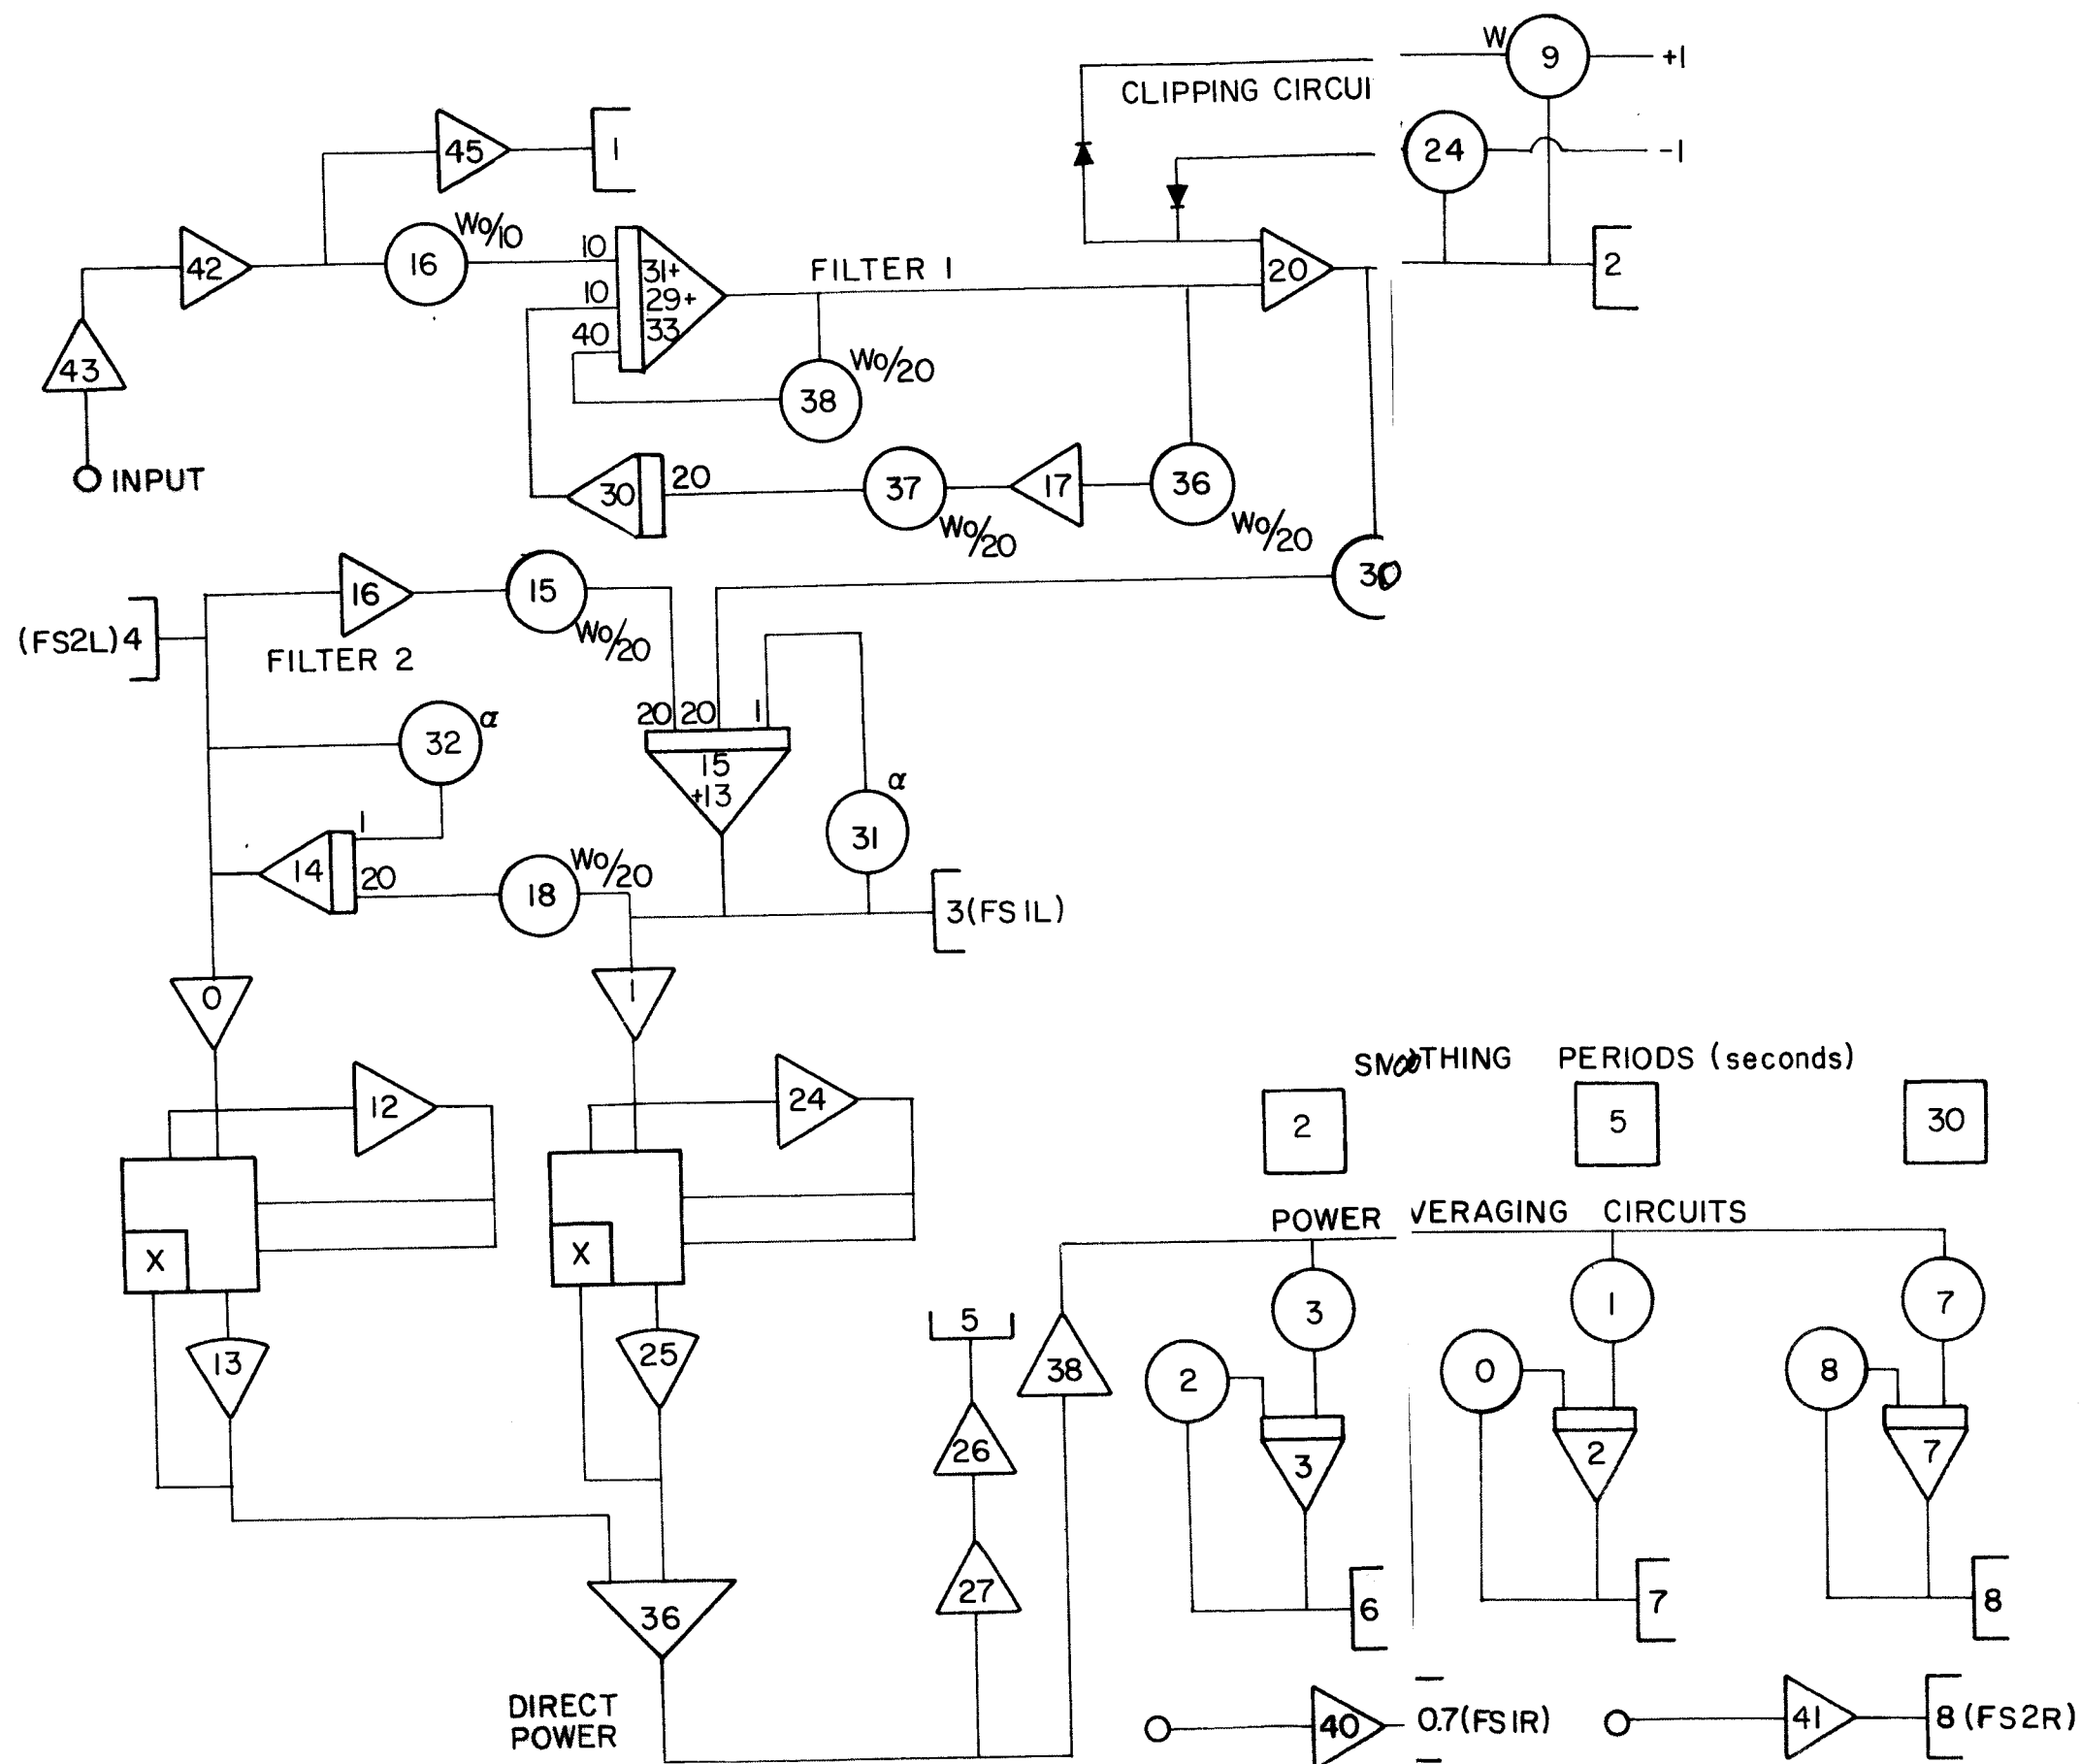 W 9 +1
CLIPPING CIRCUI
24 -1
45 1
Wo/10
42 16 10
31+
29+
33
FILTER 1
20 2
10
40
43 Wo/20
38
INPUT
30 20 37 17 36
Wo/20 Wo/20
16 15 30
(FS2L)4
Wo/20
FILTER 2
20 20 1
32 α
15
+13
α
31
1
14 20 18 Wo/20
3(FS1L)
0 1
SMOOTHING PERIODS (seconds)
12 24 2 5 30
POWER VERAGING CIRCUITS
X X
3 1 7
5
13 25 38 2 0 8
26 3 2 7
27 36
6 7 8
DIRECT
POWER
40 0.7(FS1R) 41 8(FS2R)